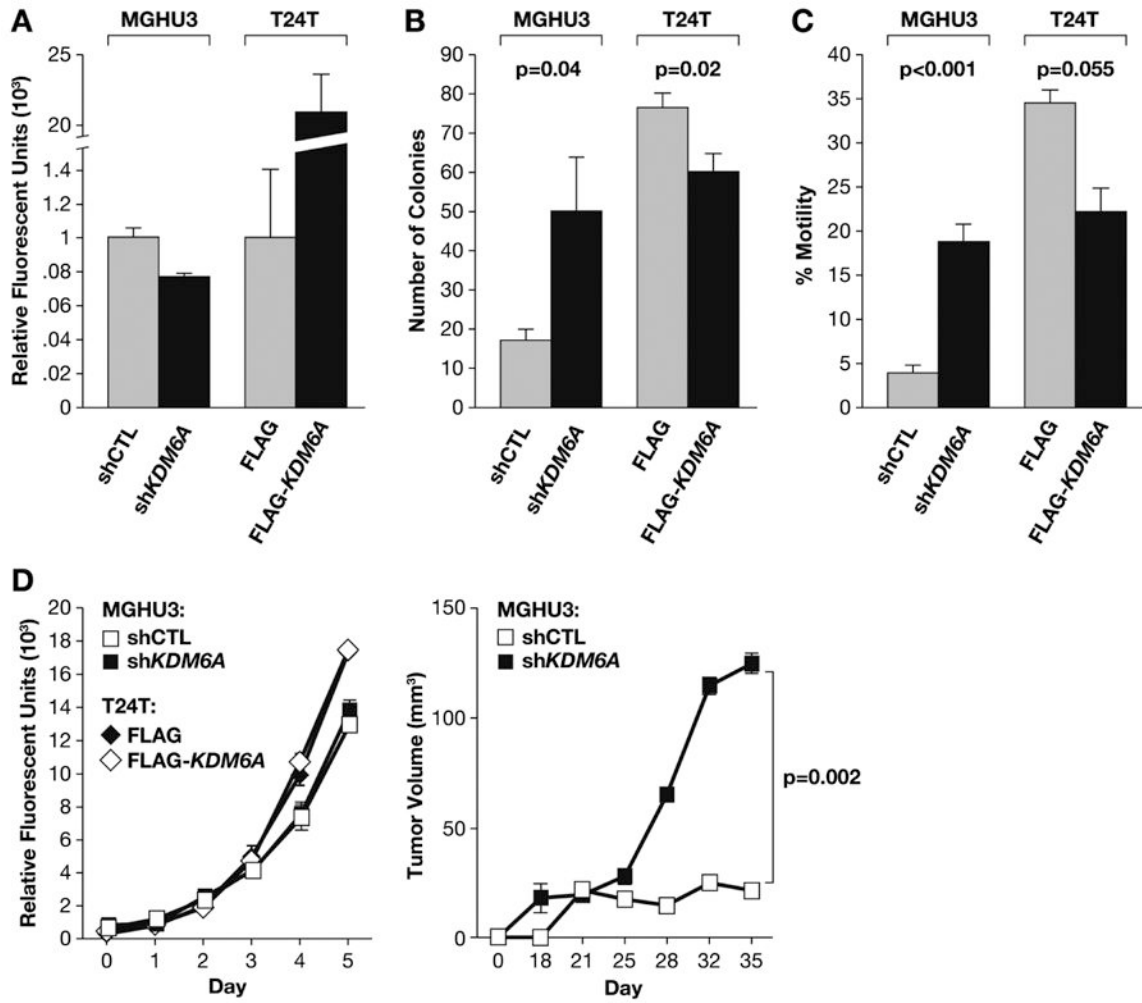 A
MGHU3
T24T
Relative Fluorescent Units (10³)
25
20
1.4
1.2
1
.08
.06
.04
.02
0
shCTL
shKDM6A
FLAG
FLAG-KDM6A
B
MGHU3
T24T
p=0.04
p=0.02
Number of Colonies
90
80
70
60
50
40
30
20
10
0
shCTL
shKDM6A
FLAG
FLAG-KDM6A
C
MGHU3
T24T
p<0.001
p=0.055
% Motility
40
35
30
25
20
15
10
5
0
shCTL
shKDM6A
FLAG
FLAG-KDM6A
D
Relative Fluorescent Units (10³)
20
18
16
14
12
10
8
6
4
2
0
MGHU3:
shCTL
shKDM6A
T24T:
FLAG
FLAG-KDM6A
0 1 2 3 4 5
Day
Tumor Volume (mm³)
150
100
50
0
MGHU3:
shCTL
shKDM6A
p=0.002
0 18 21 25 28 32 35
Day